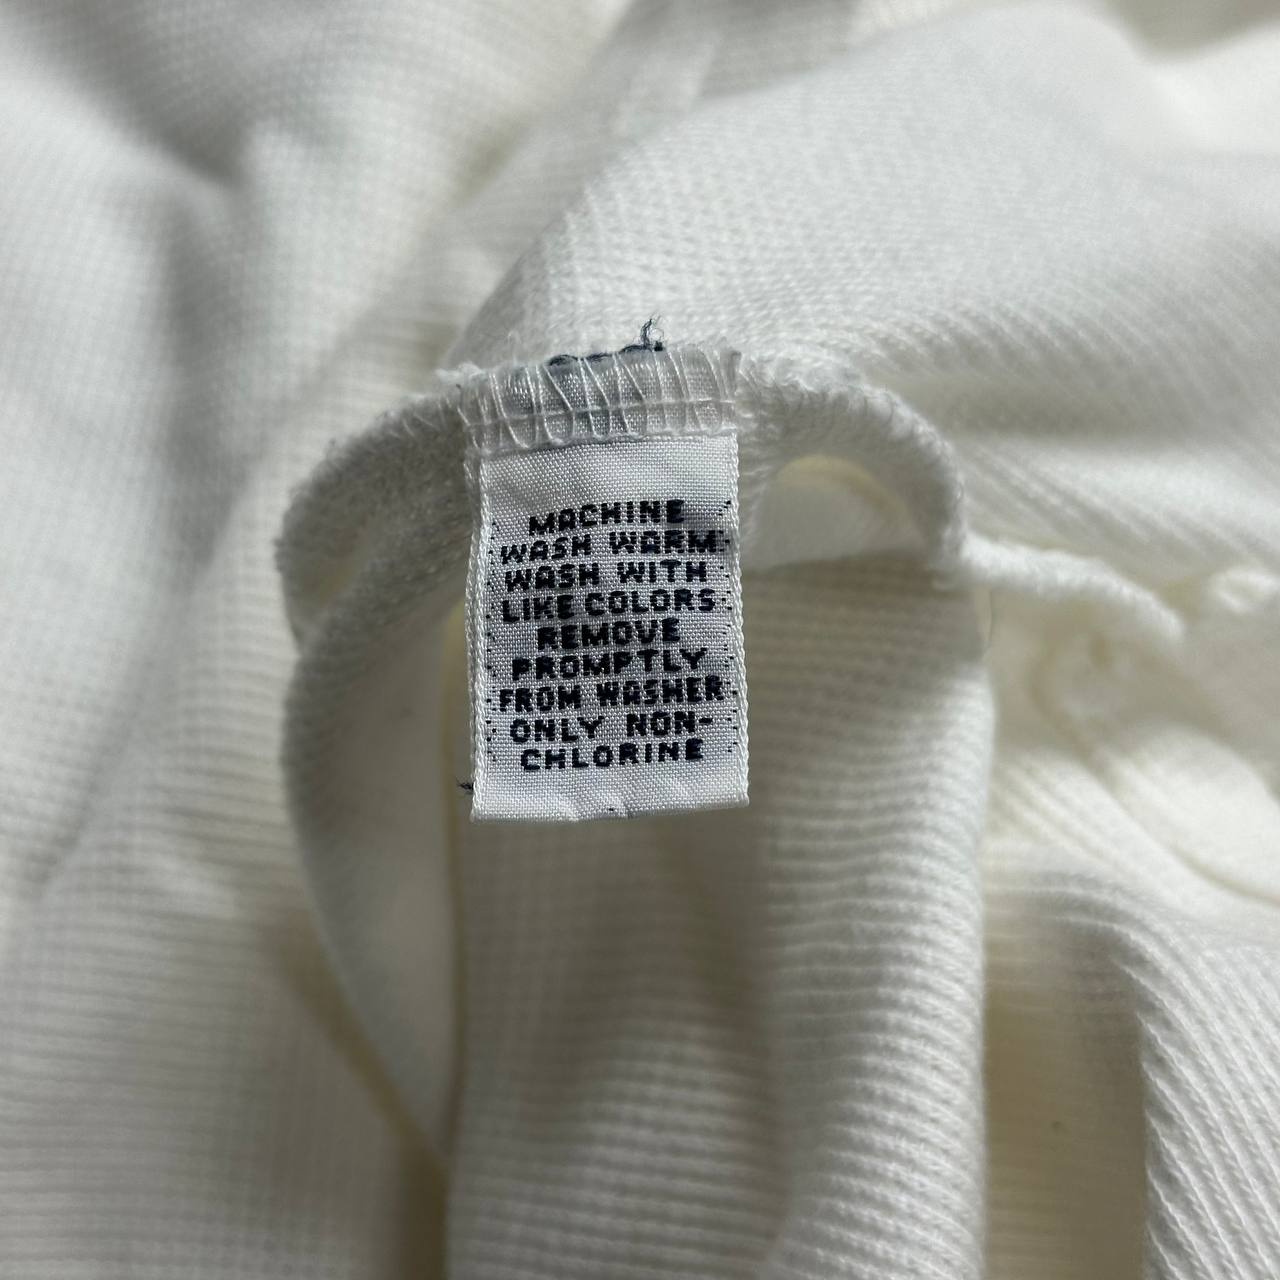 MACHINE
WASH WARM
WASH WITH
LIKE COLORS
REMOVE
PROMPTLY
FROM WASHER
ONLY NON-
CHLORINE